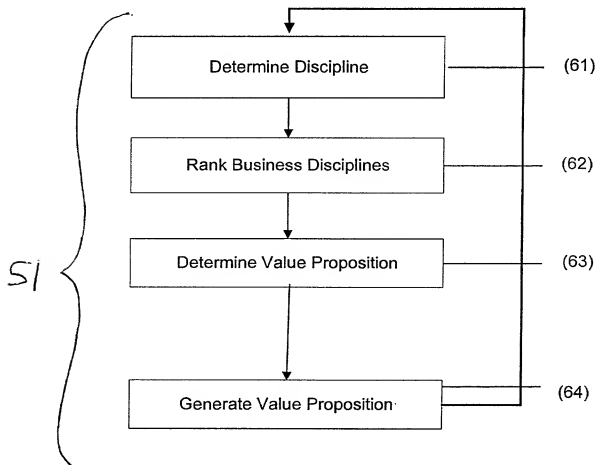 Determine Discipline (61)
Rank Business Disciplines (62)
Determine Value Proposition (63)
51
Generate Value Proposition (64)